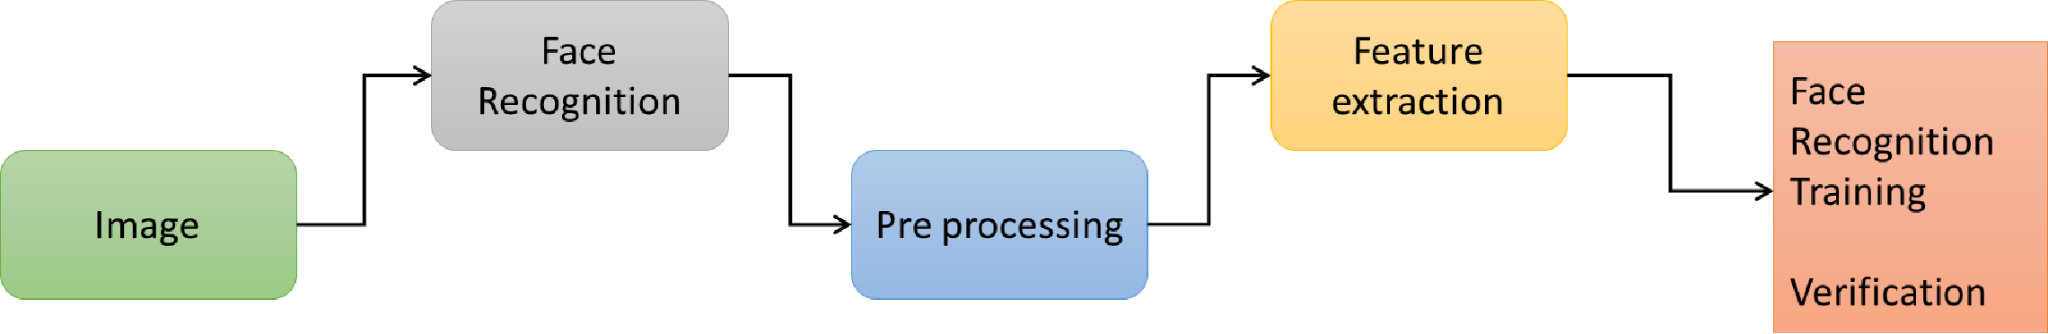 Image
Face
Recognition
Pre processing
Feature
extraction
Face
Recognition
Training
Verification